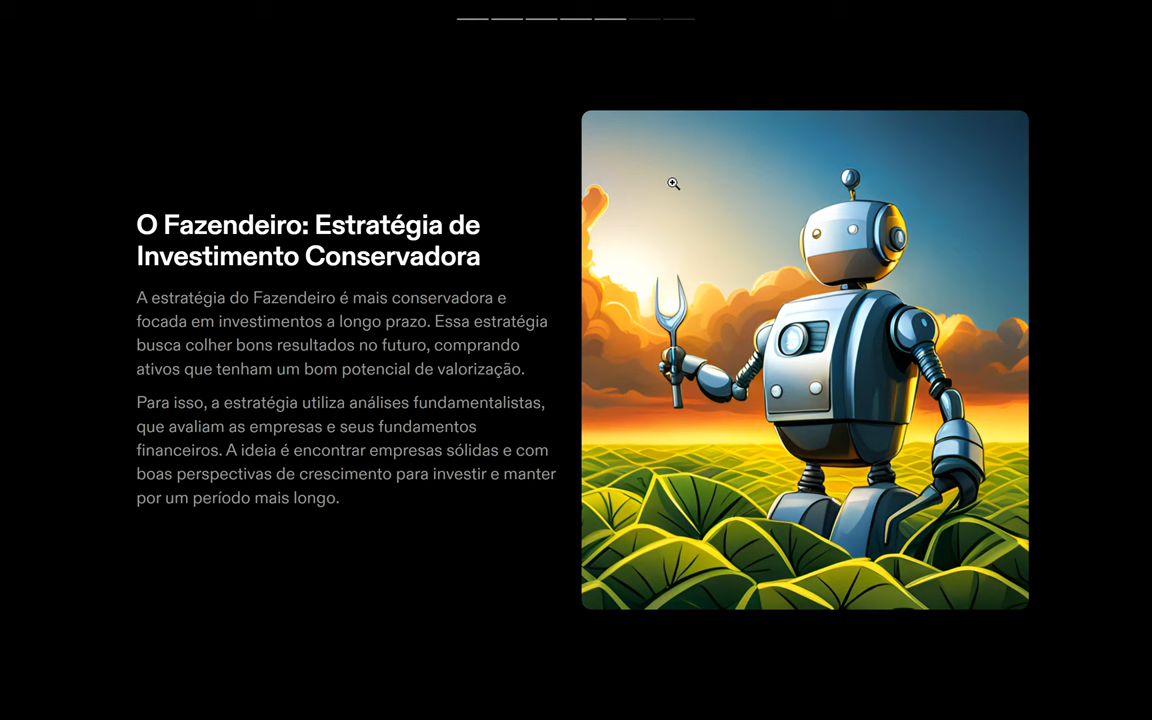 O Fazendeiro: Estratégia de
Investimento Conservadora
A estratégia do Fazendeiro é mais conservadora e
focada em investimentos a longo prazo. Essa estratégia
busca colher bons resultados no futuro, comprando
ativos que tenham um bom potencial de valorização.
Para isso, a estratégia utiliza análises fundamentalistas,
que avaliam as empresas e seus fundamentos
financeiros. A ideia é encontrar empresas sólidas e com
boas perspectivas de crescimento para investir e manter
por um período mais longo.